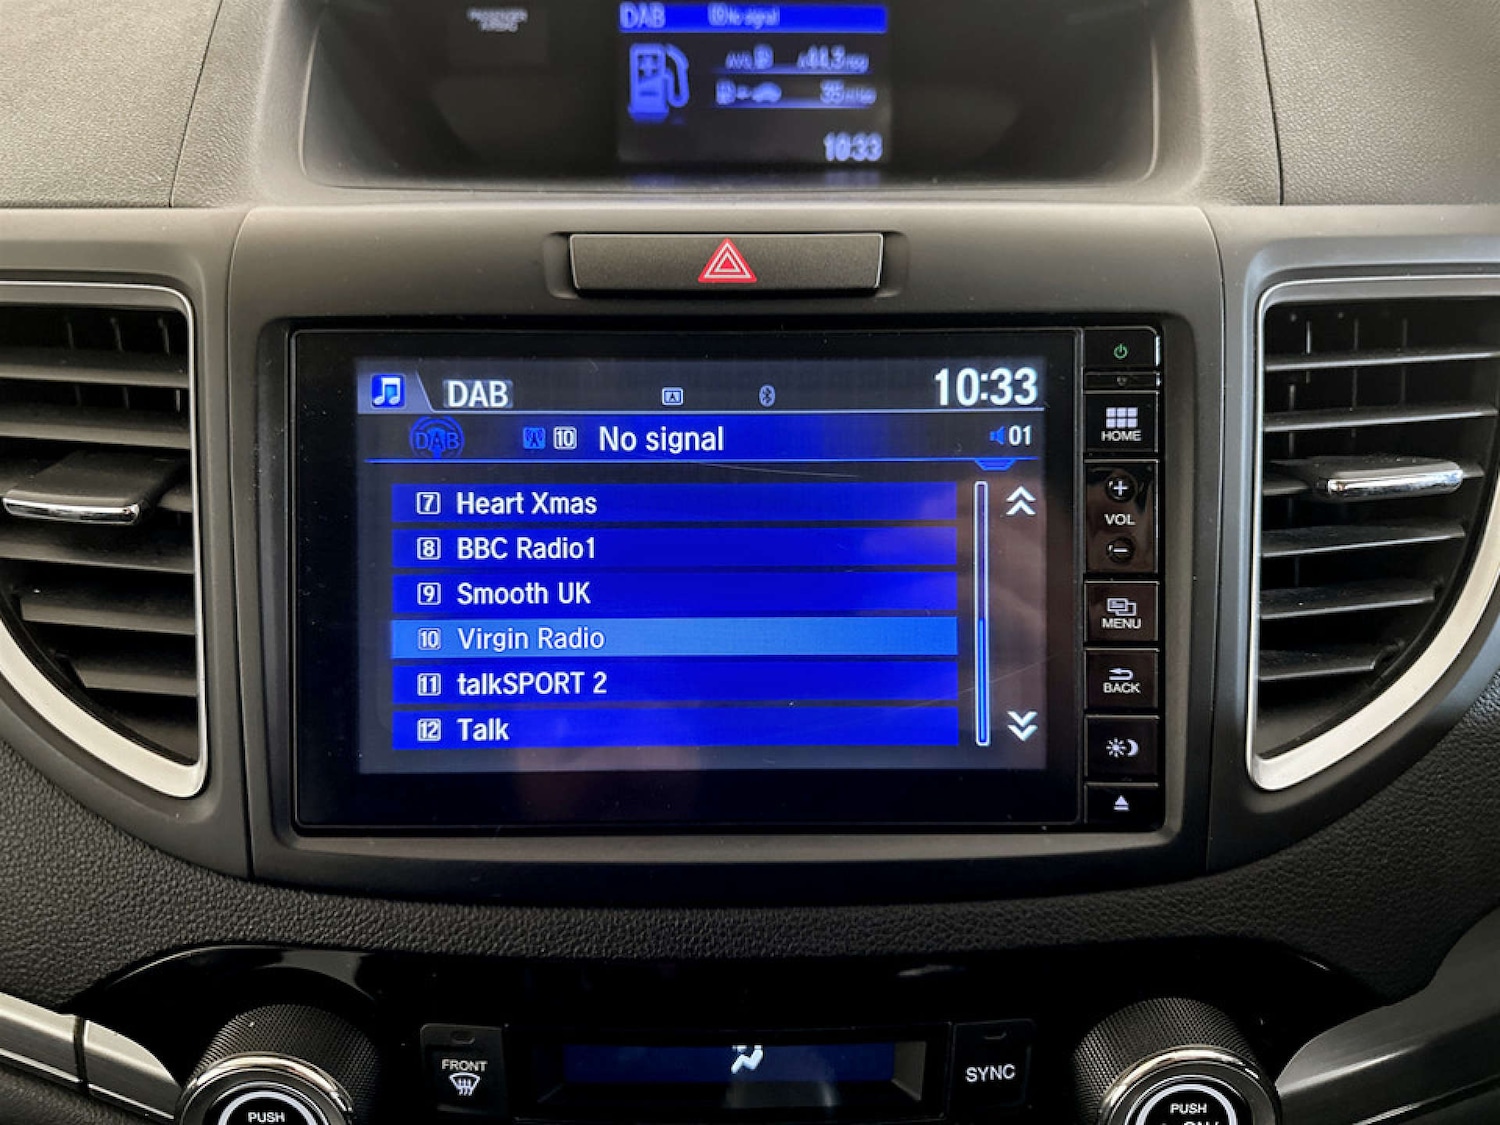 PASSENGER
AIRBAG
DAB No signal
10:33
DAB 10:33
DAB 10 No signal 01
7 Heart Xmas
8 BBC Radio1
9 Smooth UK
10 Virgin Radio
11 talkSPORT 2
12 Talk
HOME
+
VOL
−
MENU
BACK
FRONT
SYNC
PUSH
PUSH